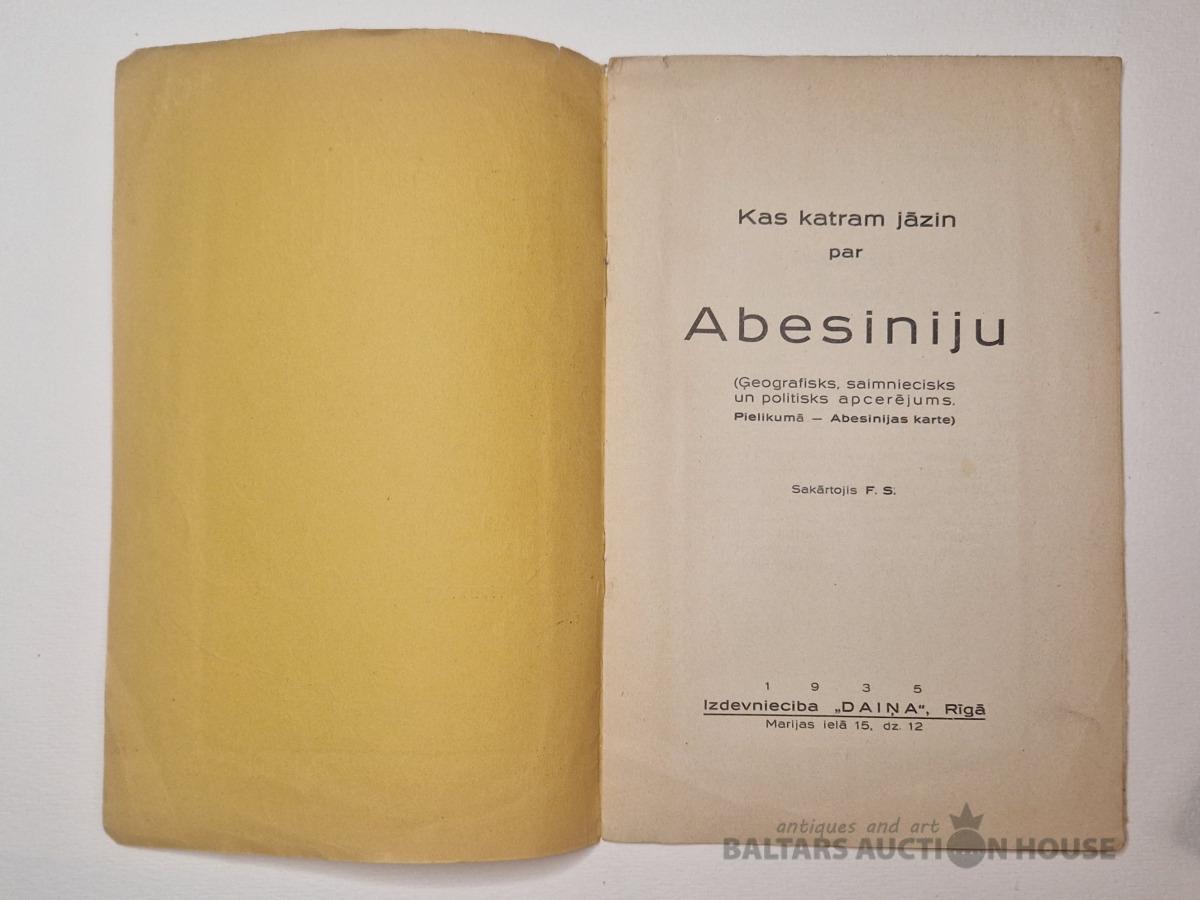 Kas katram jāzin
par
Abesiniju
(Ģeografisks, saimniecisks
un politisks apcerējums.
Pielikumā — Abesinijas karte)
Sakārtojis F. S.
1 9 3 5
Izdevniecība „DAIŅA“, Rīgā
Marijas ielā 15, dz. 12
antiques and art
BALTARS AUCTION HOUSE